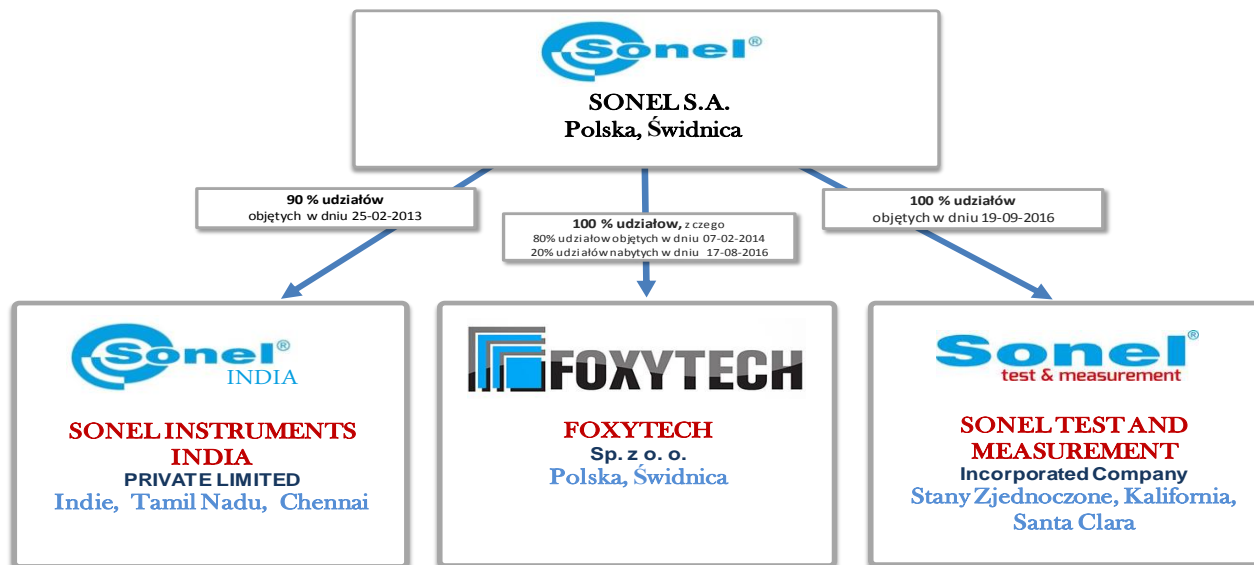 Sonel®
SONEL S.A.
Polska, Świdnica
90 % udziałów
objętych w dniu 25-02-2013
100 % udziałow, z czego
80% udziałow objętych w dniu 07-02-2014
20% udziałów nabytych w dniu 17-08-2016
100 % udziałów
objętych w dniu 19-09-2016
Sonel®
INDIA
SONEL INSTRUMENTS
INDIA
PRIVATE LIMITED
Indie, Tamil Nadu, Chennai
FOXYTECH
FOXYTECH
Sp. z o. o.
Polska, Świdnica
Sonel®
test & measurement
SONEL TEST AND
MEASUREMENT
Incorporated Company
Stany Zjednoczone, Kalifornia,
Santa Clara